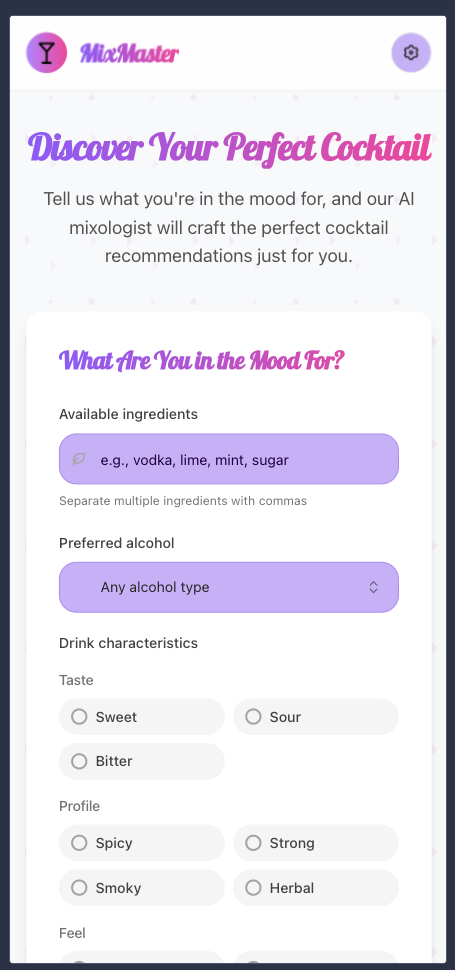 MixMaster
Discover Your Perfect Cocktail
Tell us what you're in the mood for, and our AI
mixologist will craft the perfect cocktail
recommendations just for you.
What Are You in the Mood For?
Available ingredients
e.g., vodka, lime, mint, sugar
Separate multiple ingredients with commas
Preferred alcohol
Any alcohol type
Drink characteristics
Taste
Sweet
Sour
Bitter
Profile
Spicy
Strong
Smoky
Herbal
Feel